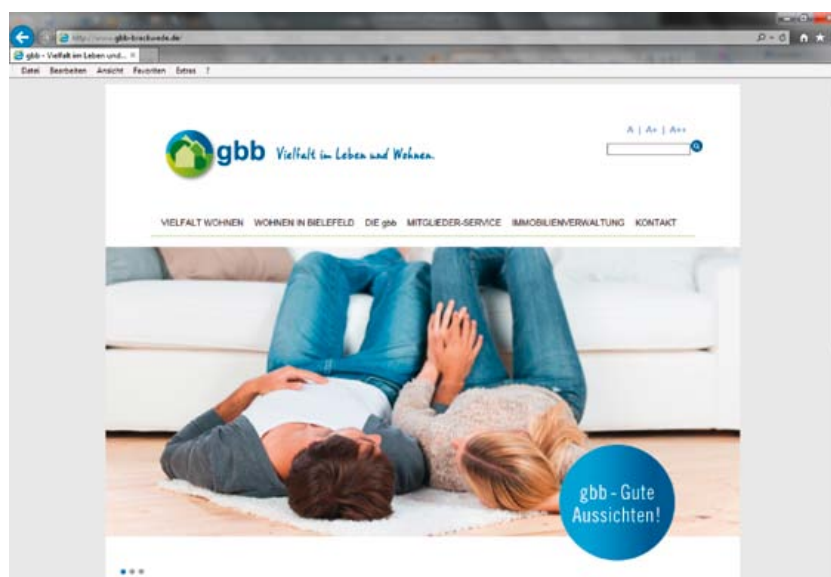 http://www.gbb-brackwede.de/
gbb - Vielfalt im Leben und...
Datei Bearbeiten Ansicht Favoriten Extras ?
A | A+ | A++
gbb Vielfalt im Leben und Wohnen.
VIELFALT WOHNEN WOHNEN IN BIELEFELD DIE gbb MITGLIEDER-SERVICE IMMOBILIENVERWALTUNG KONTAKT
gbb - Gute
Aussichten!